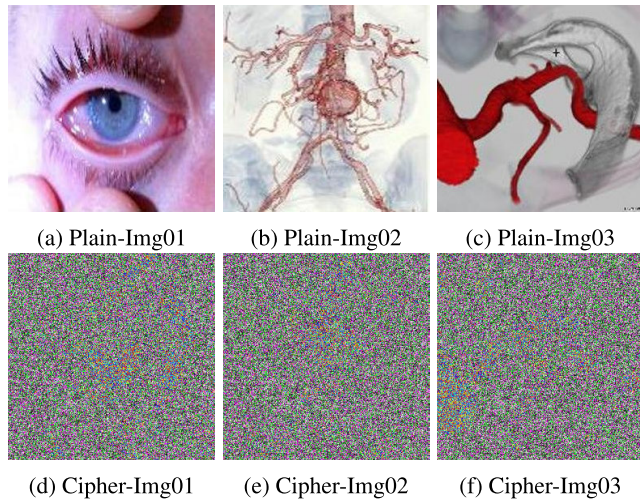 (a) Plain-Img01
(b) Plain-Img02
(c) Plain-Img03
(d) Cipher-Img01
(e) Cipher-Img02
(f) Cipher-Img03